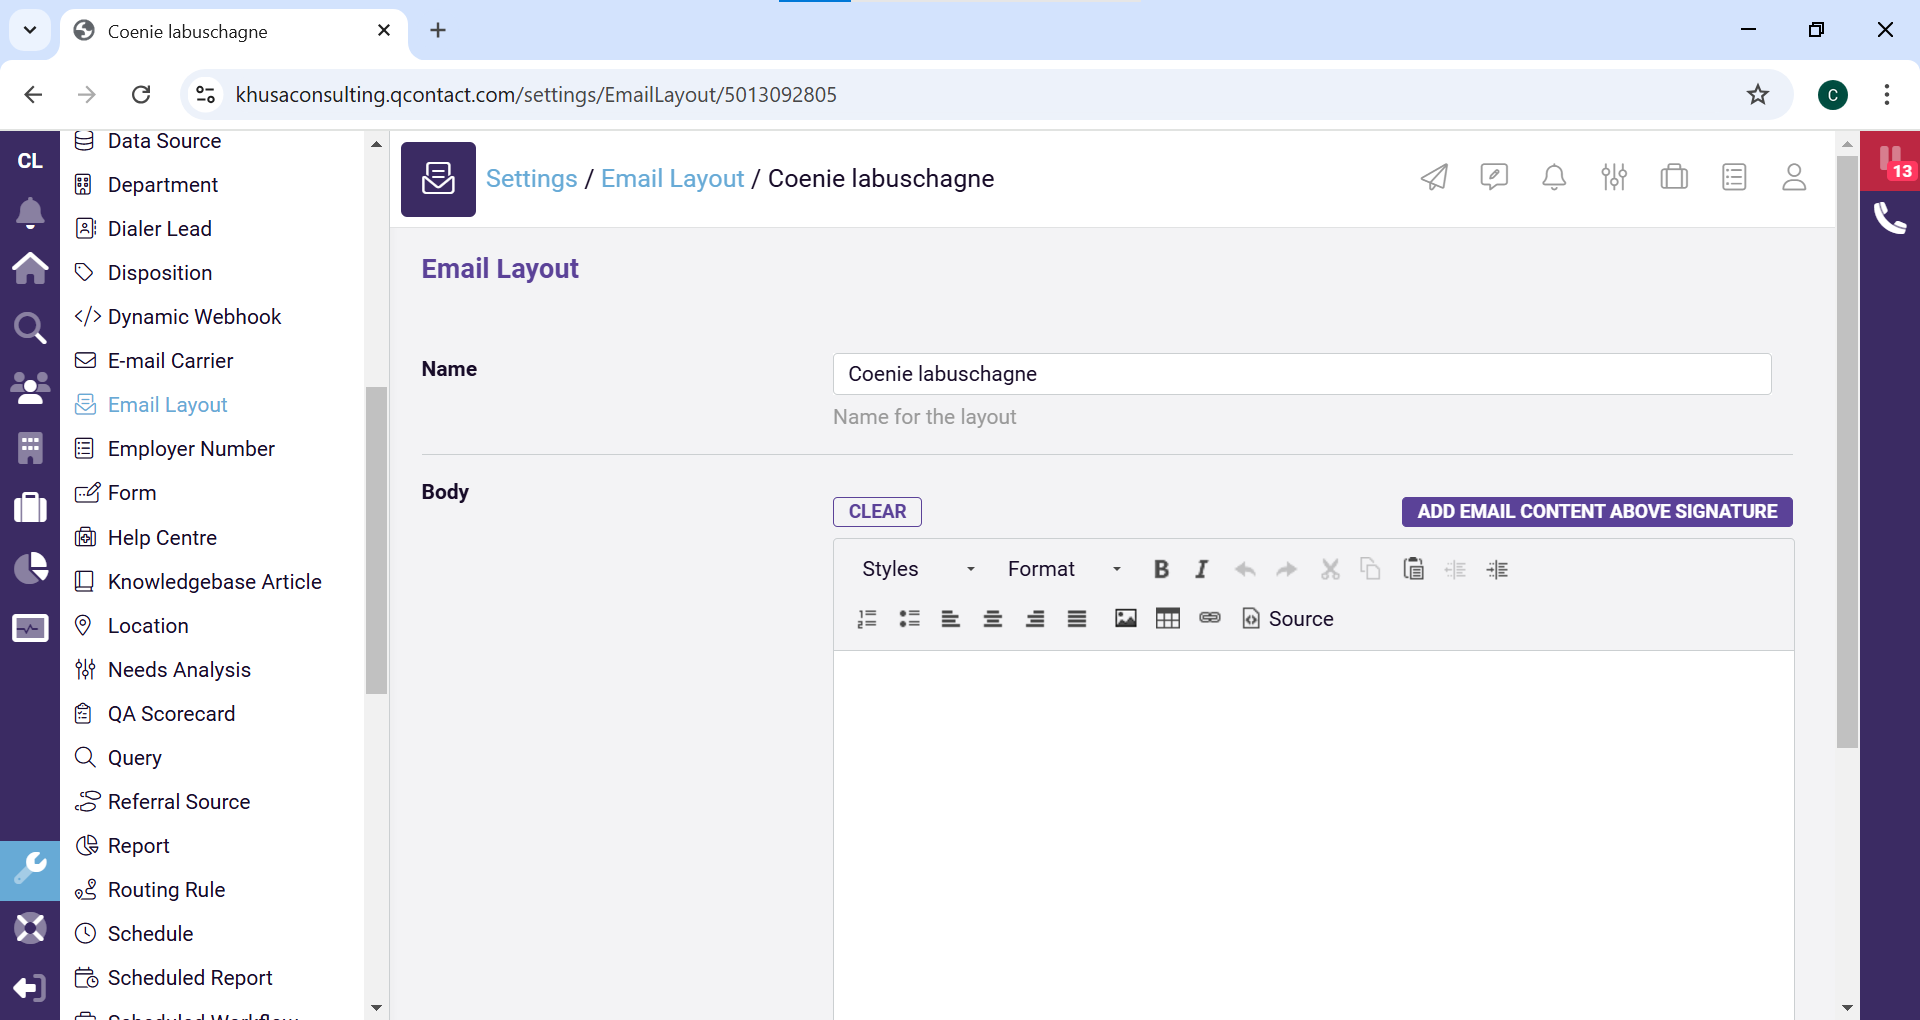 Coenie labuschagne
khusaconsulting.qcontact.com/settings/EmailLayout/5013092805
C
CL
Data Source
Department
Dialer Lead
Disposition
Dynamic Webhook
E-mail Carrier
Email Layout
Employer Number
Form
Help Centre
Knowledgebase Article
Location
Needs Analysis
QA Scorecard
Query
Referral Source
Report
Routing Rule
Schedule
Scheduled Report
Scheduled Workflow
Settings / Email Layout / Coenie labuschagne
13
Email Layout
Name
Coenie labuschagne
Name for the layout
Body
CLEAR
ADD EMAIL CONTENT ABOVE SIGNATURE
Styles
Format
B I
Source